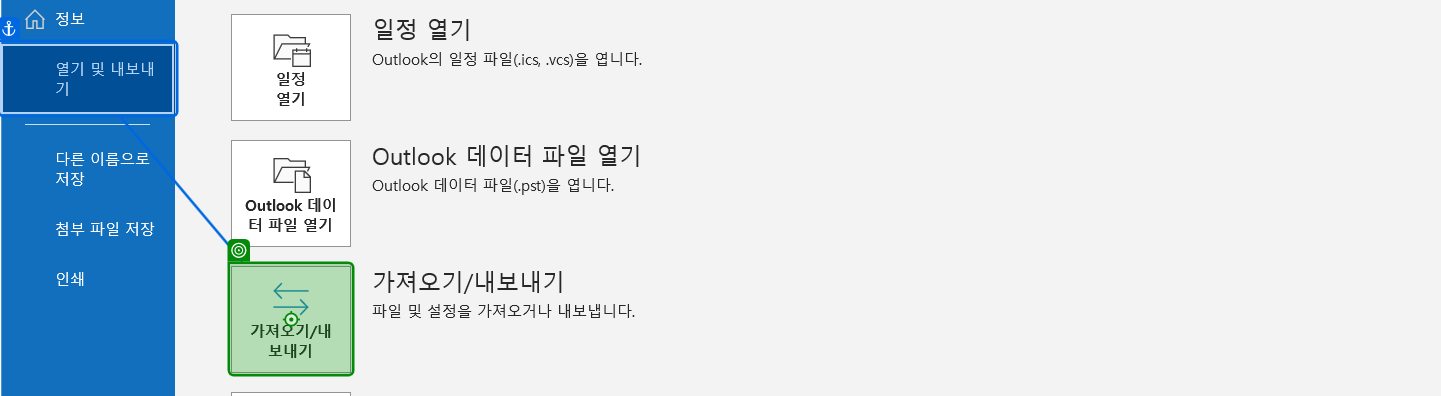 정보
열기 및 내보내
기
다른 이름으로
저장
첨부 파일 저장
인쇄
일정
열기
일정 열기
Outlook의 일정 파일(.ics, .vcs)을 엽니다.
Outlook 데이
터 파일 열기
Outlook 데이터 파일 열기
Outlook 데이터 파일(.pst)을 엽니다.
가져오기/내
보내기
가져오기/내보내기
파일 및 설정을 가져오거나 내보냅니다.